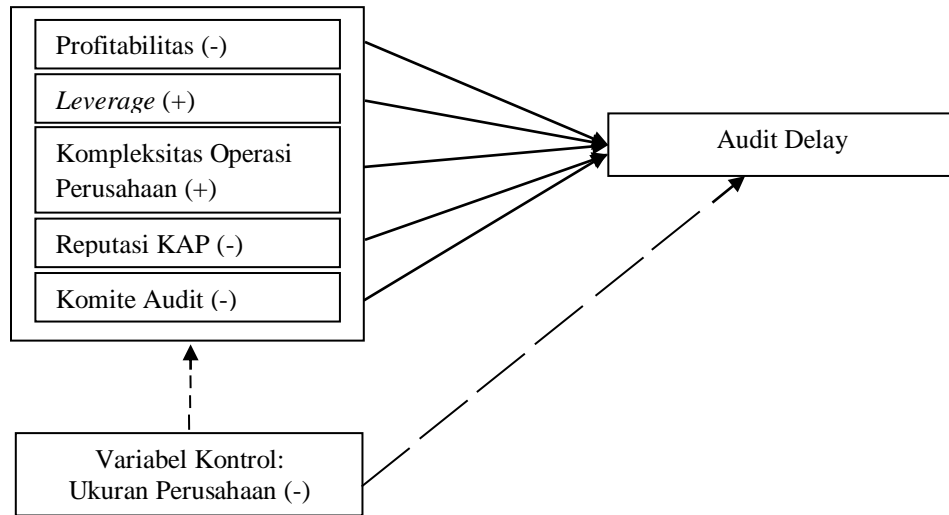 Profitabilitas (-)
Leverage (+)
Kompleksitas Operasi
Perusahaan (+)
Reputasi KAP (-)
Komite Audit (-)
Audit Delay
Variabel Kontrol:
Ukuran Perusahaan (-)